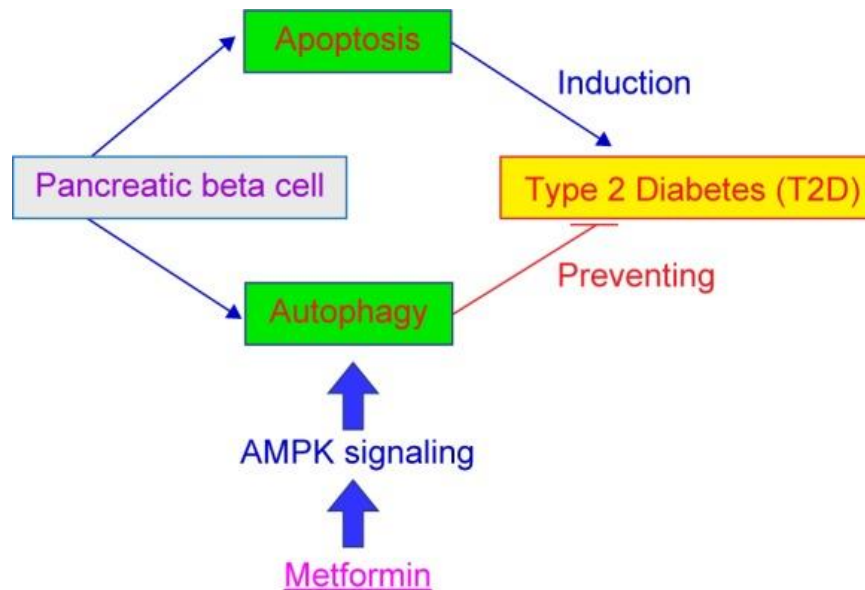 Apoptosis
Induction
Pancreatic beta cell
Type 2 Diabetes (T2D)
Preventing
Autophagy
AMPK signaling
Metformin